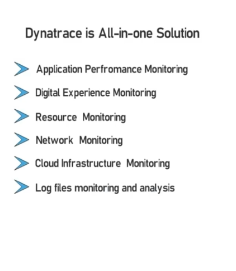 Dynatrace is All-in-one Solution
Application Perfromance Monitoring
Digital Experience Monitoring
Resource Monitoring
Network Monitoring
Cloud Infrastructure Monitoring
Log files monitoring and analysis